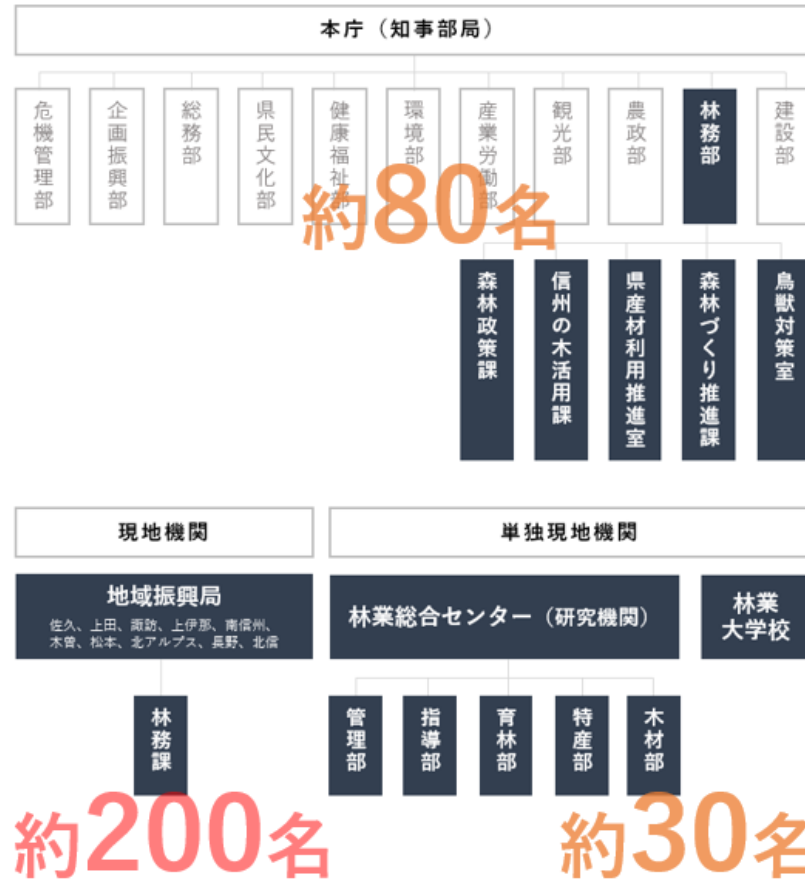 本庁（知事部局）
危機管理部
企画振興部
総務部
県民文化部
健康福祉部
環境部
産業労働部
観光部
農政部
林務部
建設部
約80名
森林政策課
信州の木活用課
県産材利用推進室
森林づくり推進課
鳥獣対策室
現地機関
単独現地機関
地域振興局
佐久、上田、諏訪、上伊那、南信州、
木曽、松本、北アルプス、長野、北信
林業総合センター（研究機関）
林業
大学校
林務課
管理部
指導部
育林部
特産部
木材部
約200名
約30名